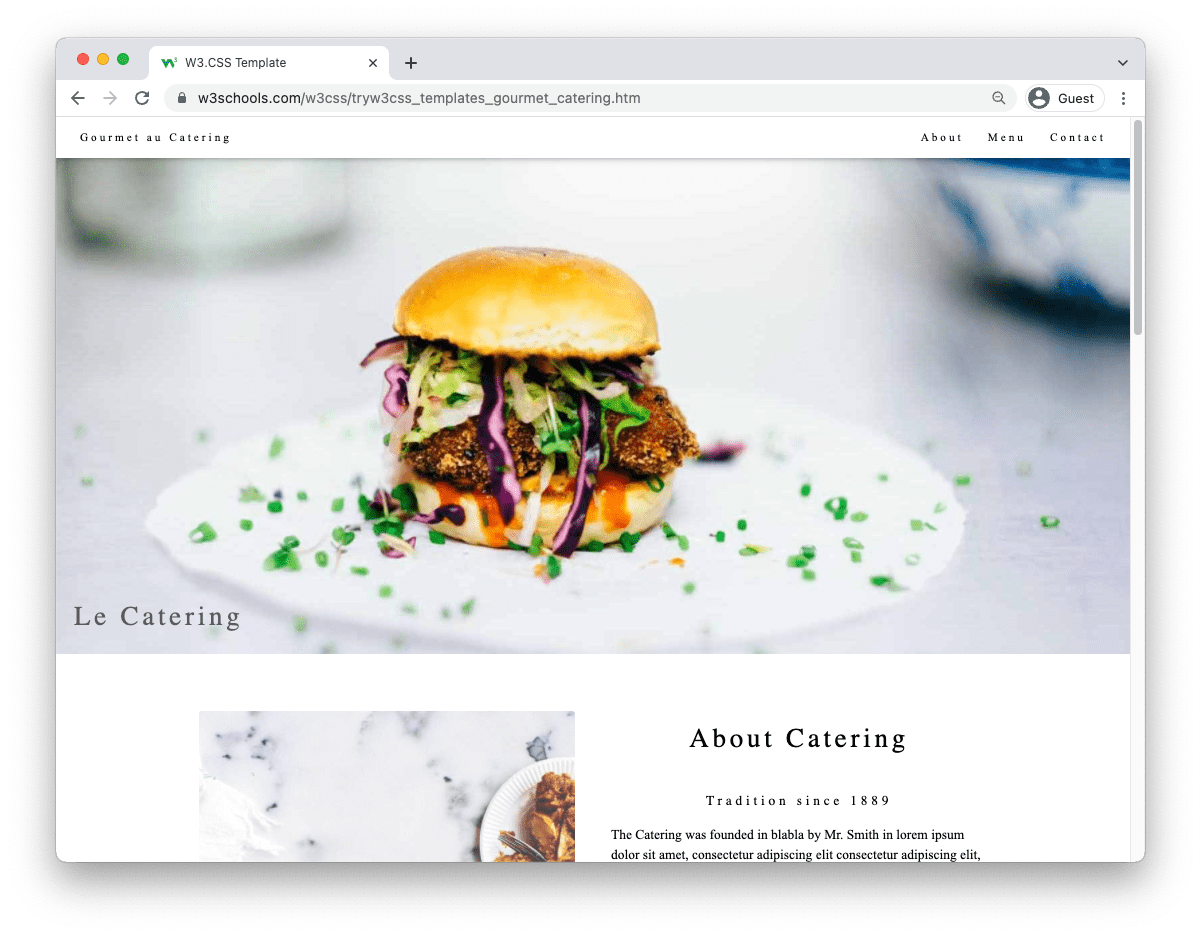 W3.CSS Template
w3schools.com/w3css/tryw3css_templates_gourmet_catering.htm
Guest
Gourmet au Catering
About Menu Contact
Le Catering
About Catering
Tradition since 1889
The Catering was founded in blabla by Mr. Smith in lorem ipsum
dolor sit amet, consectetur adipiscing elit consectetur adipiscing elit,